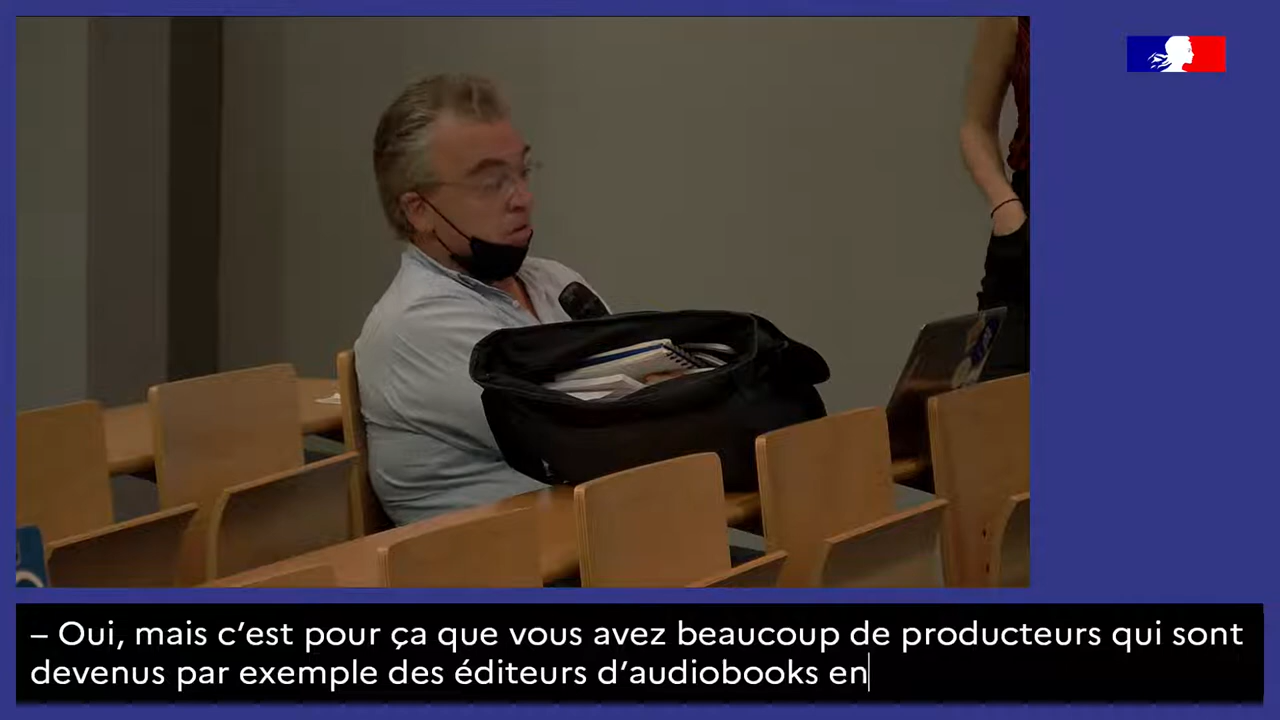 – Oui, mais c’est pour ça que vous avez beaucoup de producteurs qui sont
devenus par exemple des éditeurs d’audiobooks en